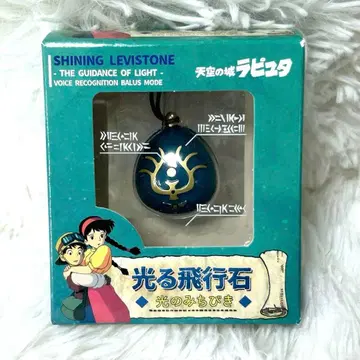 SHINING LEVISTONE
- THE GUIDANCE OF LIGHT -
VOICE RECOGNITION BALUS MODE
天空の城ラピュタ
光る飛行石
光のみちびき